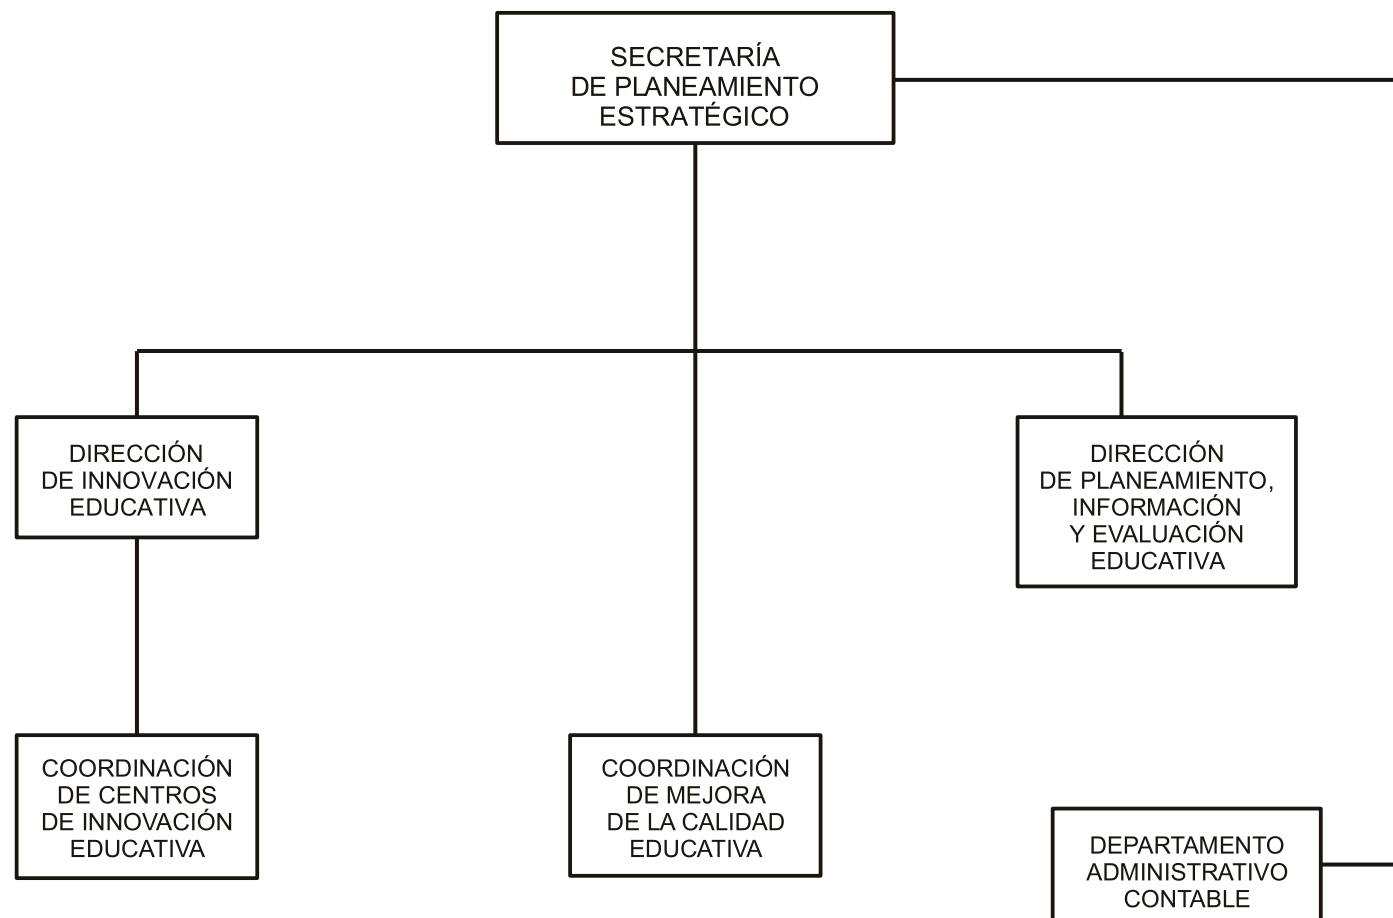 SECRETARÍA
DE PLANEAMIENTO
ESTRATÉGICO
DIRECCIÓN
DE INNOVACIÓN
EDUCATIVA
DIRECCIÓN
DE PLANEAMIENTO,
INFORMACIÓN
Y EVALUACIÓN
EDUCATIVA
COORDINACIÓN
DE CENTROS
DE INNOVACIÓN
EDUCATIVA
COORDINACIÓN
DE MEJORA
DE LA CALIDAD
EDUCATIVA
DEPARTAMENTO
ADMINISTRATIVO
CONTABLE